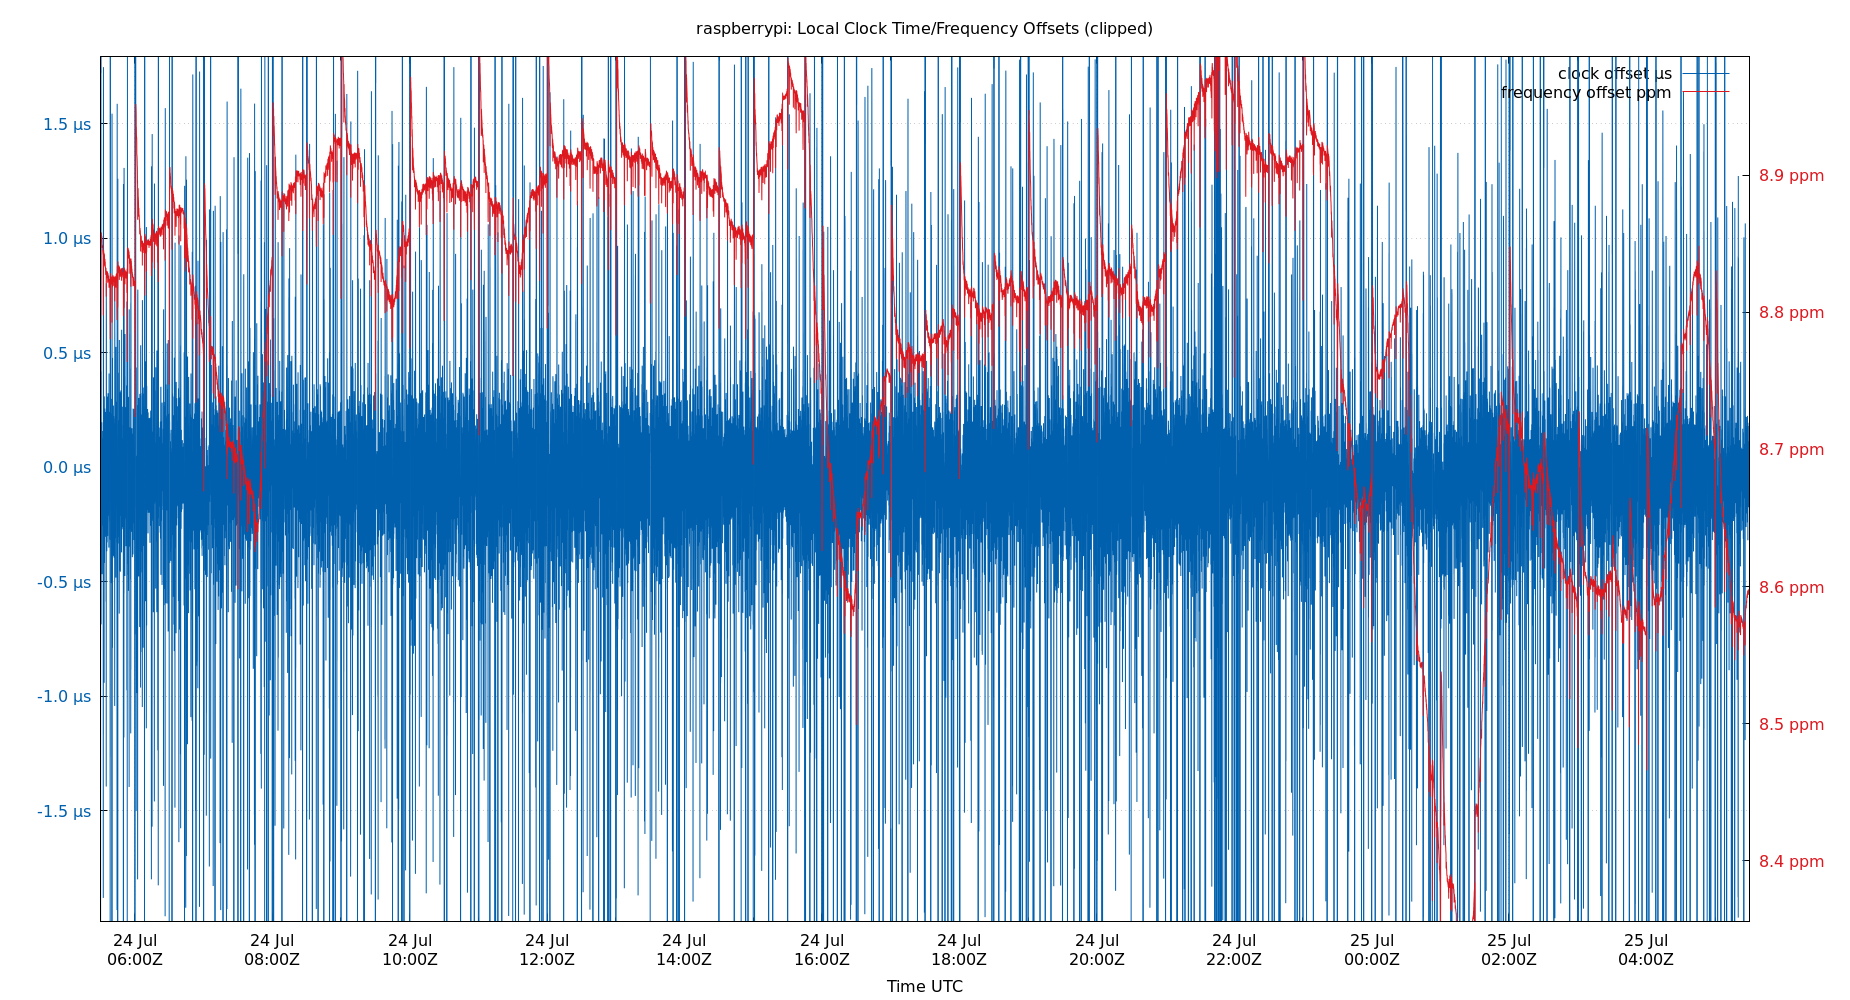 raspberrypi: Local Clock Time/Frequency Offsets (clipped)
clock offset µs
frequency offset ppm
1.5 µs
1.0 µs
0.5 µs
0.0 µs
-0.5 µs
-1.0 µs
-1.5 µs
8.9 ppm
8.8 ppm
8.7 ppm
8.6 ppm
8.5 ppm
8.4 ppm
24 Jul 24 Jul 24 Jul 24 Jul 24 Jul 24 Jul 24 Jul 24 Jul 24 Jul 25 Jul 25 Jul 25 Jul
06:00Z 08:00Z 10:00Z 12:00Z 14:00Z 16:00Z 18:00Z 20:00Z 22:00Z 00:00Z 02:00Z 04:00Z
Time UTC